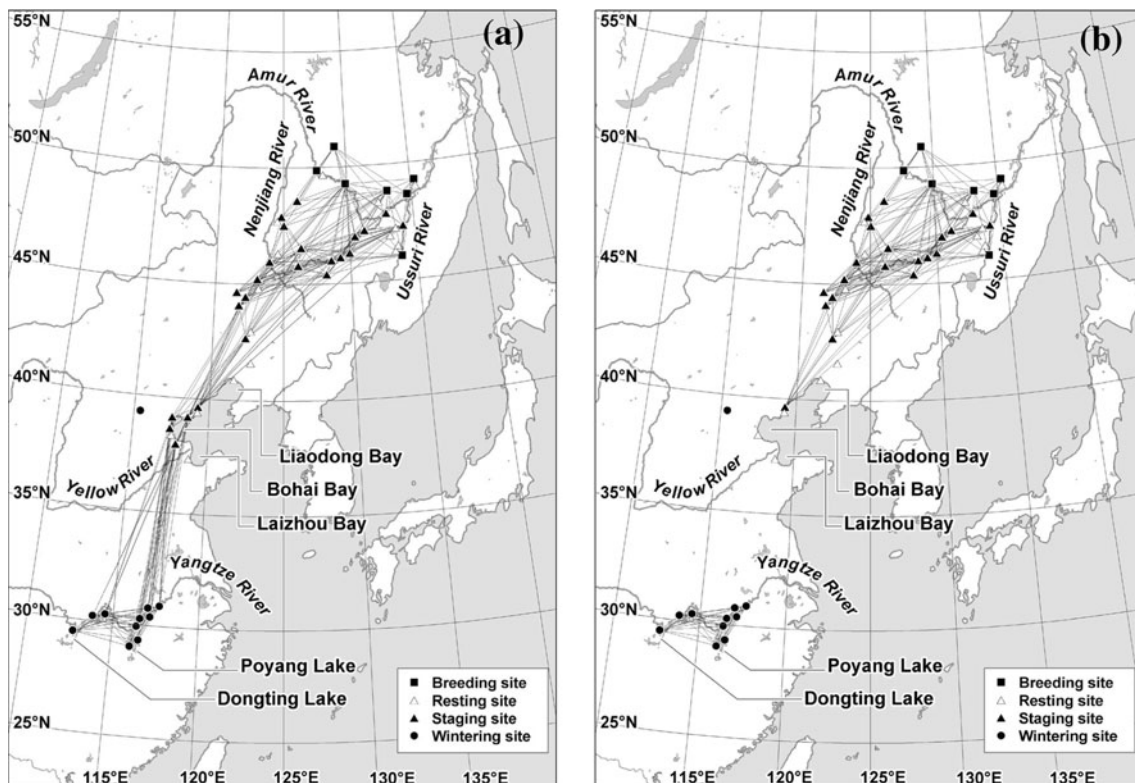 (a)
55°N
50°N
45°N
40°N
35°N
30°N
25°N
Amur River
Nenjiang River
Ussuri River
Liaodong Bay
Yellow River
Bohai Bay
Laizhou Bay
Yangtze River
Poyang Lake
Dongting Lake
Breeding site
Resting site
Staging site
Wintering site
115°E
120°E
125°E
130°E
135°E
(b)
55°N
50°N
45°N
40°N
35°N
30°N
25°N
Amur River
Nenjiang River
Ussuri River
Liaodong Bay
Yellow River
Bohai Bay
Laizhou Bay
Yangtze River
Poyang Lake
Dongting Lake
Breeding site
Resting site
Staging site
Wintering site
115°E
120°E
125°E
130°E
135°E